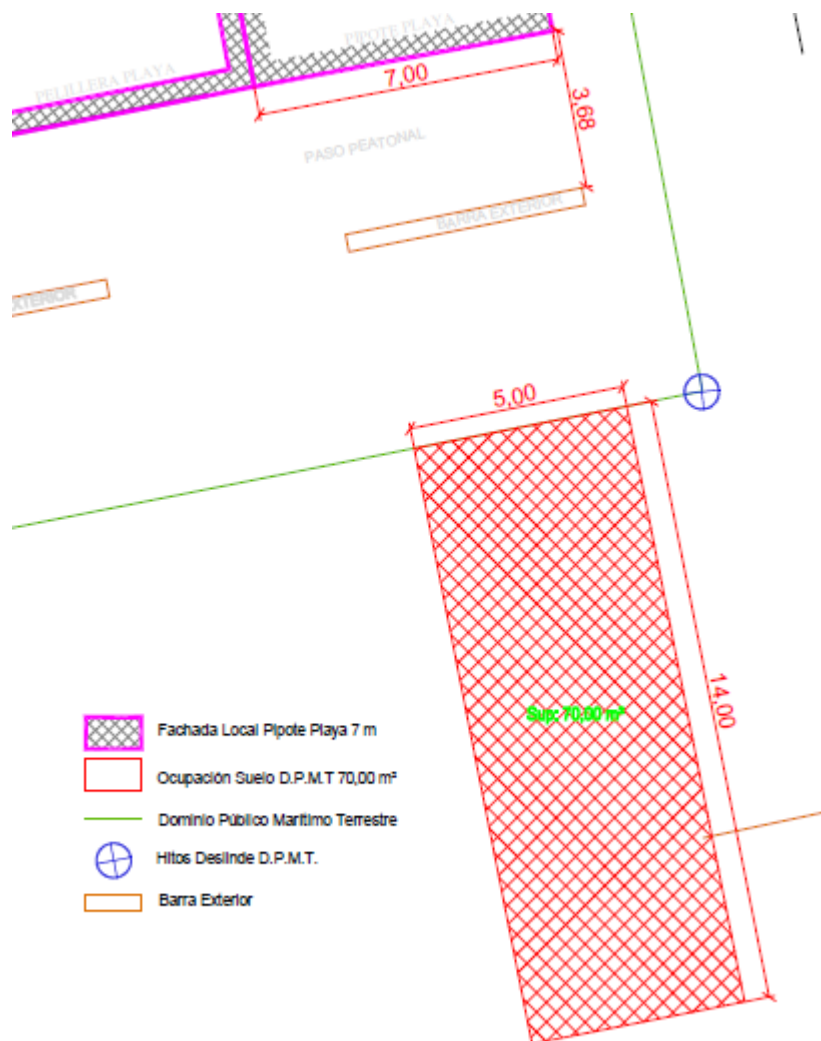 PIPOTE PLAYA
PELILLERA PLAYA
7,00
3,68
PASO PEATONAL
BARRA EXTERIOR
EXTERIOR
5,00
14,00
Sup: 70,00 m²
Fachada Local Pipote Playa 7 m
Ocupación Suelo D.P.M.T 70,00 m²
Dominio Público Marítimo Terrestre
Hitos Deslinde D.P.M.T.
Barra Exterior